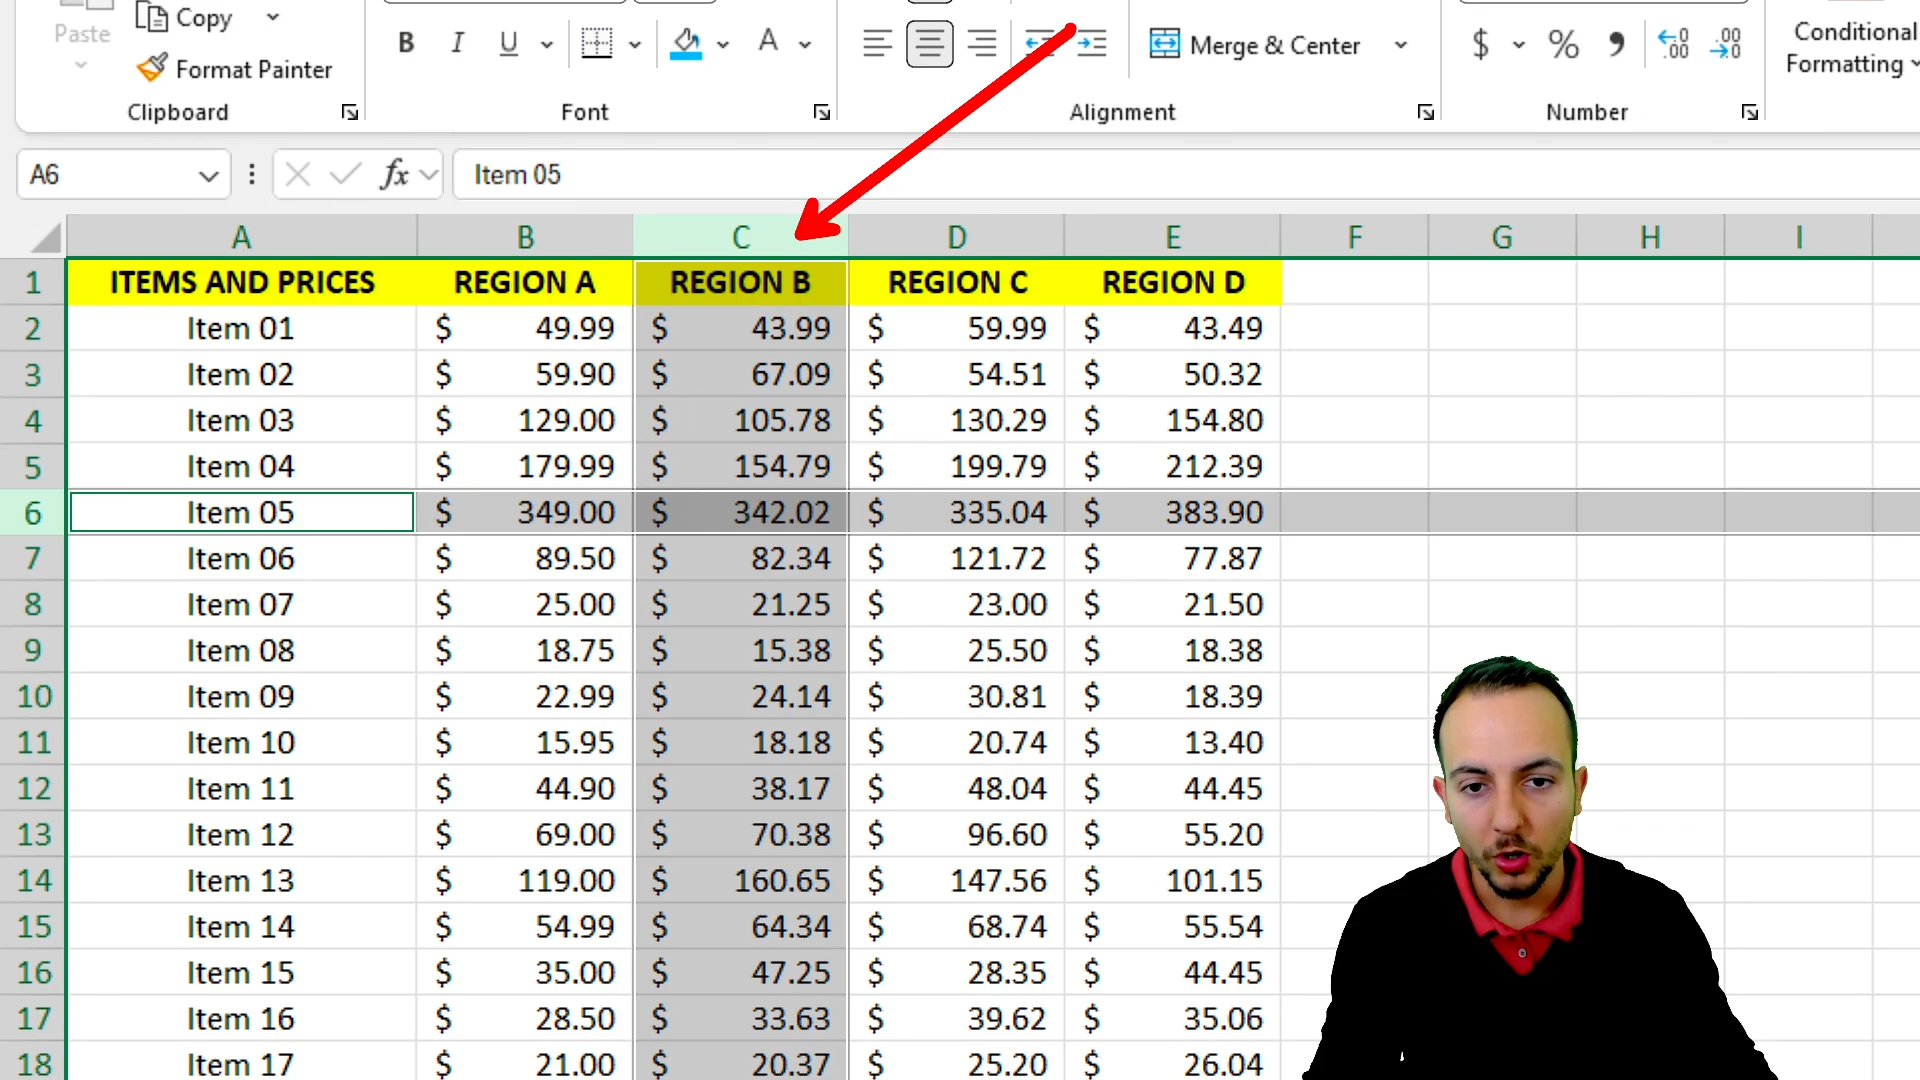 Paste
Copy
Format Painter
Clipboard
B I U A
Font
Merge & Center
Alignment
$ % , .00 .00
Number
Conditional
Formatting
A6 fx Item 05
A B C D E F G H I
1 ITEMS AND PRICES REGION A REGION B REGION C REGION D
2 Item 01 $ 49.99 $ 43.99 $ 59.99 $ 43.49
3 Item 02 $ 59.90 $ 67.09 $ 54.51 $ 50.32
4 Item 03 $ 129.00 $ 105.78 $ 130.29 $ 154.80
5 Item 04 $ 179.99 $ 154.79 $ 199.79 $ 212.39
6 Item 05 $ 349.00 $ 342.02 $ 335.04 $ 383.90
7 Item 06 $ 89.50 $ 82.34 $ 121.72 $ 77.87
8 Item 07 $ 25.00 $ 21.25 $ 23.00 $ 21.50
9 Item 08 $ 18.75 $ 15.38 $ 25.50 $ 18.38
10 Item 09 $ 22.99 $ 24.14 $ 30.81 $ 18.39
11 Item 10 $ 15.95 $ 18.18 $ 20.74 $ 13.40
12 Item 11 $ 44.90 $ 38.17 $ 48.04 $ 44.45
13 Item 12 $ 69.00 $ 70.38 $ 96.60 $ 55.20
14 Item 13 $ 119.00 $ 160.65 $ 147.56 $ 101.15
15 Item 14 $ 54.99 $ 64.34 $ 68.74 $ 55.54
16 Item 15 $ 35.00 $ 47.25 $ 28.35 $ 44.45
17 Item 16 $ 28.50 $ 33.63 $ 39.62 $ 35.06
18 Item 17 $ 21.00 $ 20.37 $ 25.20 $ 26.04